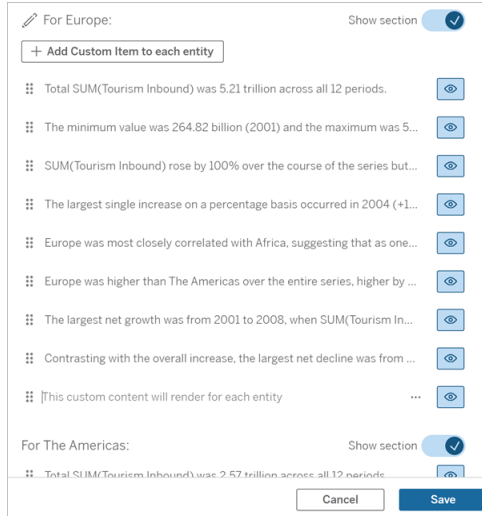 For Europe:
Show section
+ Add Custom Item to each entity
Total SUM(Tourism Inbound) was 5.21 trillion across all 12 periods.
The minimum value was 264.82 billion (2001) and the maximum was 5...
SUM(Tourism Inbound) rose by 100% over the course of the series but...
The largest single increase on a percentage basis occurred in 2004 (+1...
Europe was most closely correlated with Africa, suggesting that as one...
Europe was higher than The Americas over the entire series, higher by ...
The largest net growth was from 2001 to 2008, when SUM(Tourism In...
Contrasting with the overall increase, the largest net decline was from ...
This custom content will render for each entity
...
For The Americas:
Show section
Total SUM(Tourism Inbound) was 2.57 trillion across all 12 periods
Cancel
Save